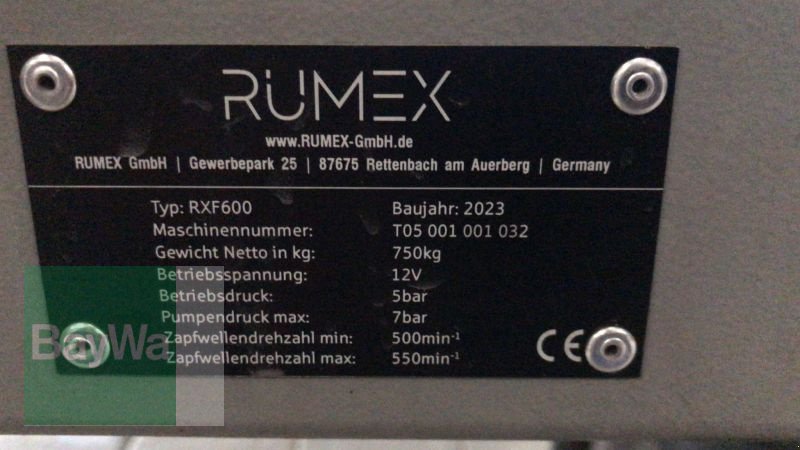 RÜMEX
www.RUMEX-GmbH.de
RUMEX GmbH | Gewerbepark 25 | 87675 Rettenbach am Auerberg | Germany
Typ: RXF600 Baujahr: 2023
Maschinennummer: T05 001 001 032
Gewicht Netto in kg: 750kg
Betriebsspannung: 12V
Betriebsdruck: 5bar
Pumpendruck max: 7bar
Zapfwellendrehzahl min: 500min-¹
Zapfwellendrehzahl max: 550min-¹
CE
BayWa